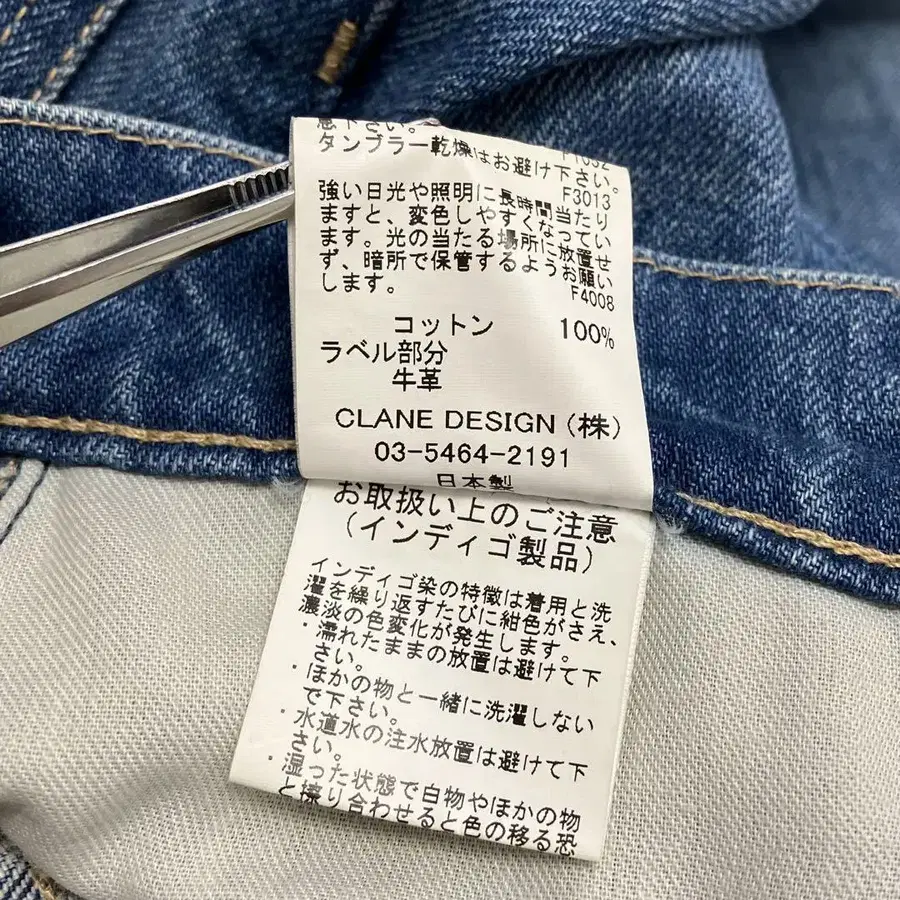 下さい。
タンブラー乾燥はお避け下さい。
F3013
強い日光や照明に長時間当たり
ますと、変色しやすくなってい
ます。光の当たる場所に放置せ
ず、暗所で保管するようお願い
します。 F4008
コットン 100%
ラベル部分
牛革
CLANE DESIGN (株)
03-5464-2191
日本製
お取扱い上のご注意
(インディゴ製品)
インディゴ染の特徴は着用と洗
濯を繰り返すたびに紺色がさえ、
濃淡の色変化が発生します。
・濡れたままの放置は避けて下
さい。
・ほかの物と一緒に洗濯しない
で下さい。
・水道水の注水放置は避けて下
さい。
・湿った状態で白物やほかの物
と擦り合わせると色の移る恐